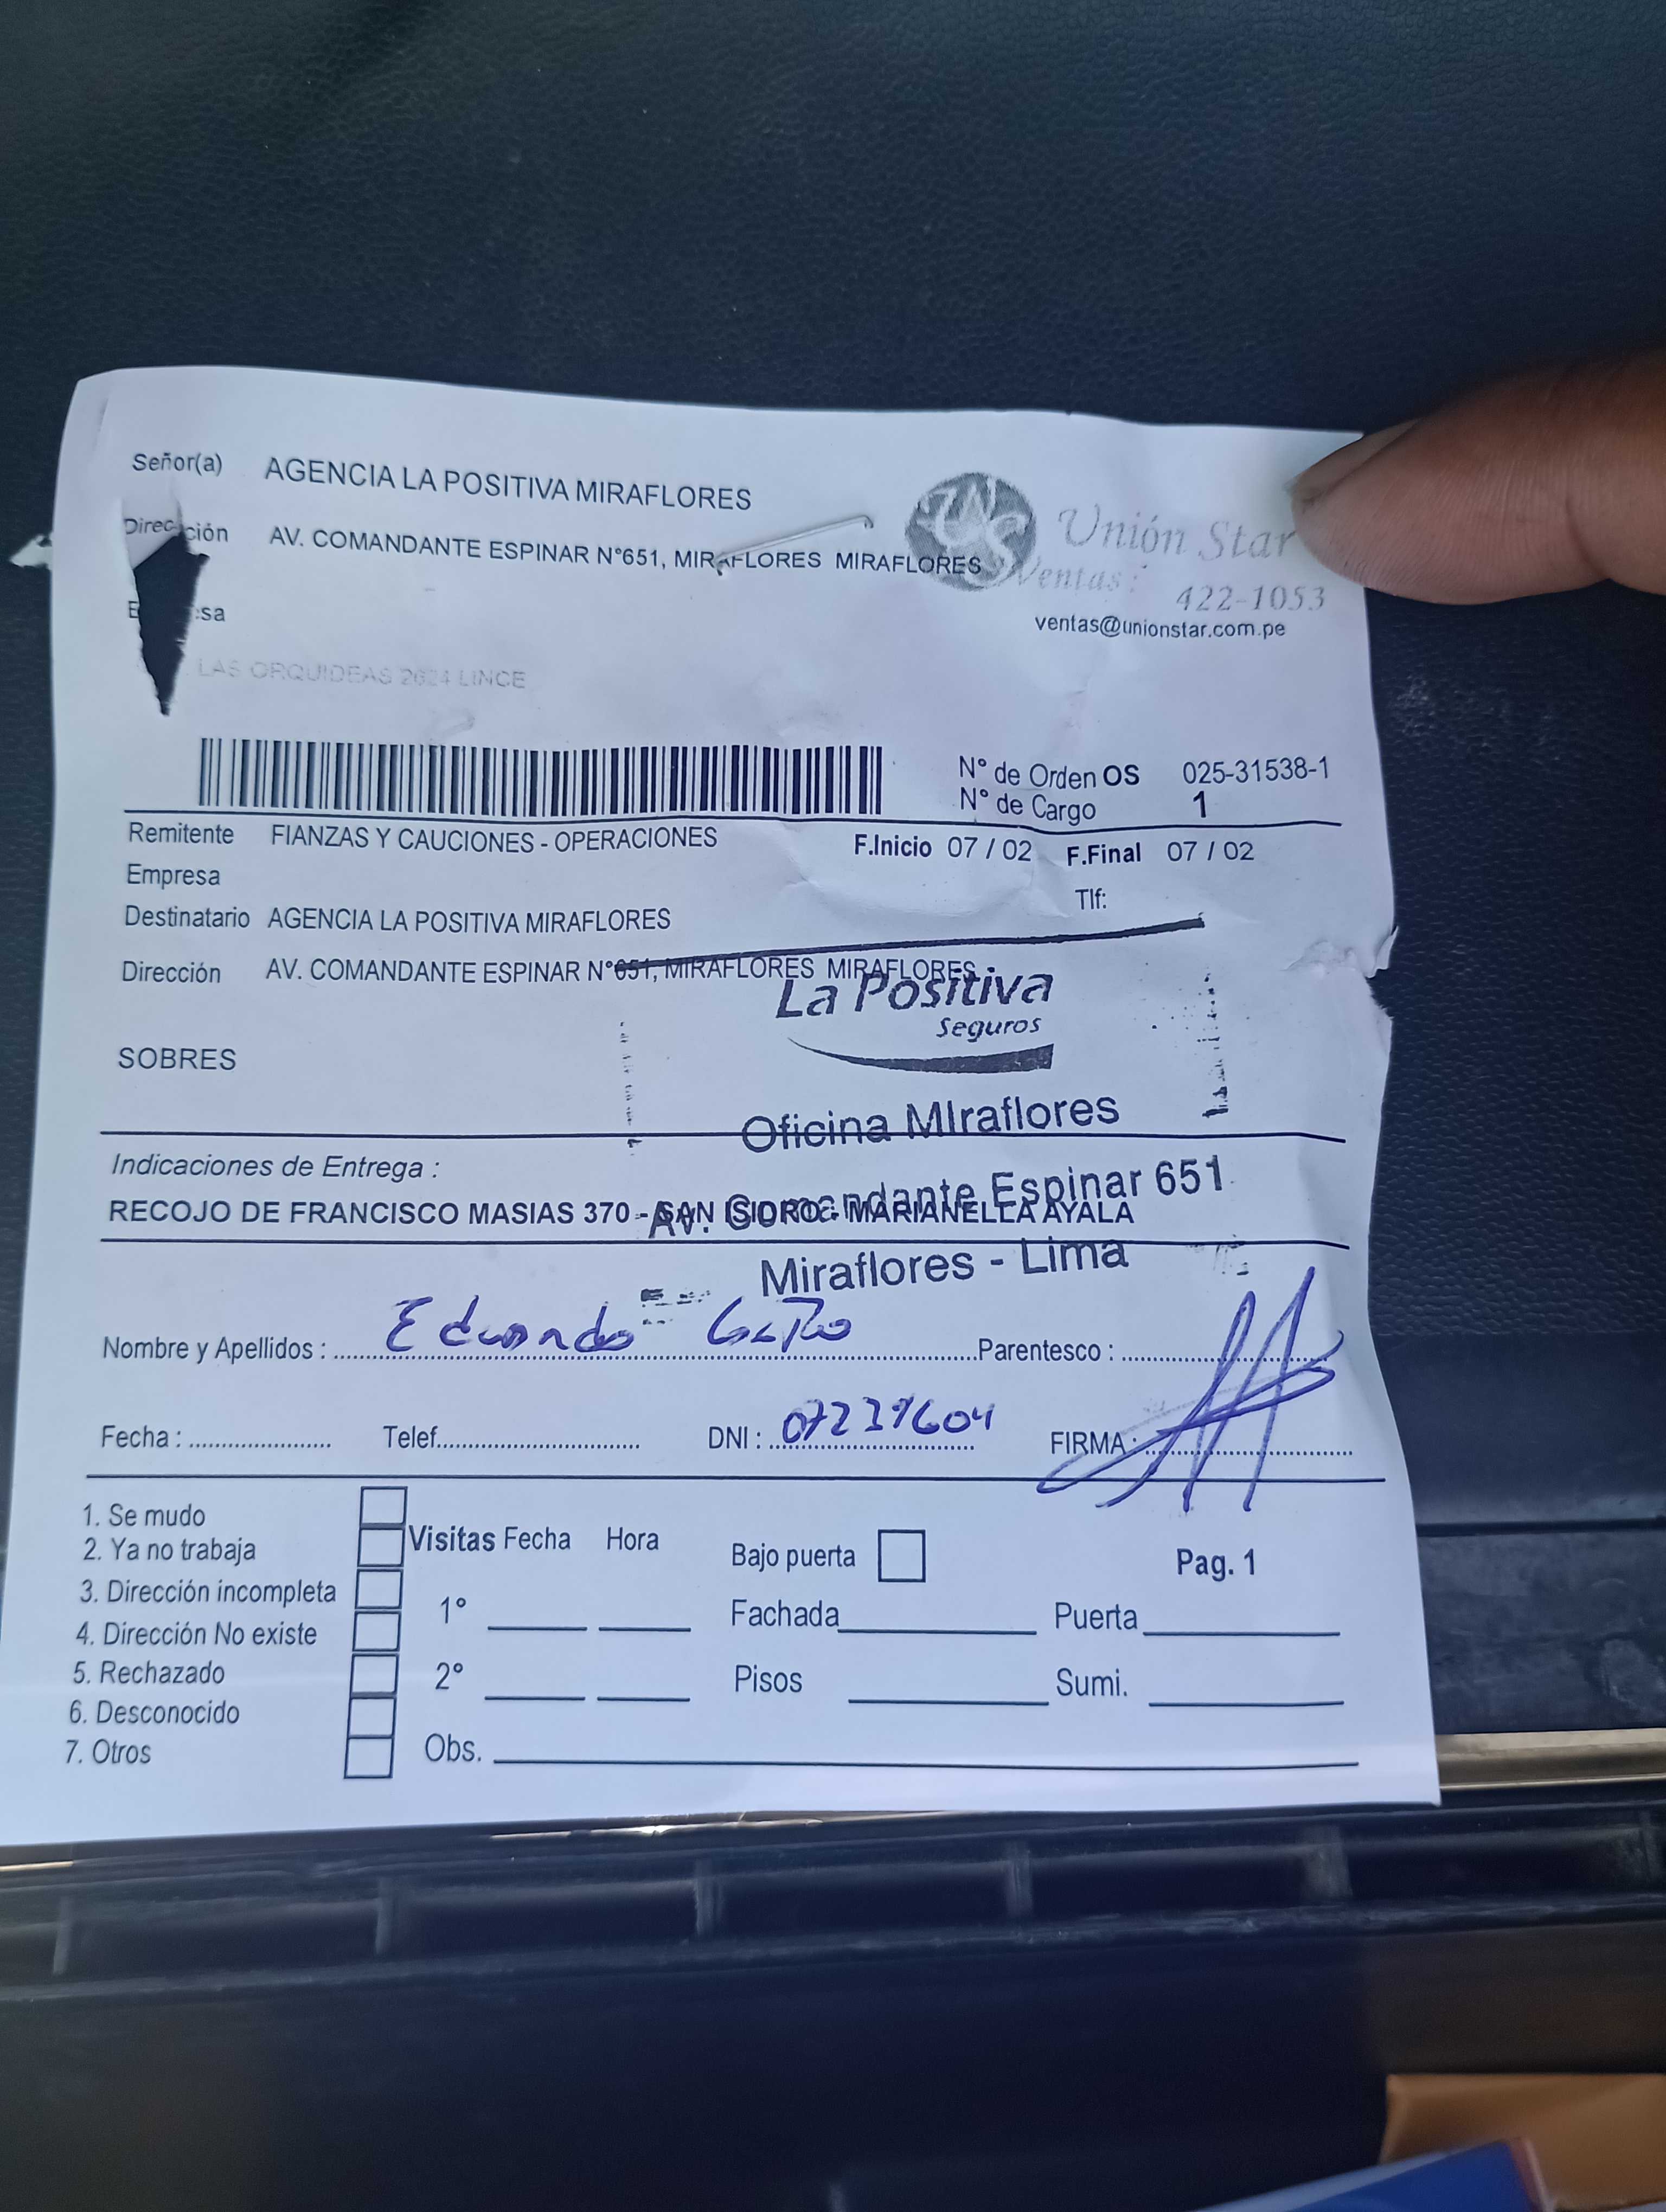 Señor(a) AGENCIA LA POSITIVA MIRAFLORES
Dirección AV. COMANDANTE ESPINAR N°651, MIRAFLORES MIRAFLORES
Unión Star
Ventas:
422-1053
ventas@unionstar.com.pe
LAS ORQUIDEAS 2624 LINCE
N° de Orden OS 025-31538-1
N° de Cargo 1
Remitente FIANZAS Y CAUCIONES - OPERACIONES F.Inicio 07 / 02 F.Final 07 / 02
Empresa
Tlf:
Destinatario AGENCIA LA POSITIVA MIRAFLORES
Dirección AV. COMANDANTE ESPINAR N°651, MIRAFLORES MIRAFLORES
La Positiva
Seguros
SOBRES
Oficina MIraflores
Indicaciones de Entrega :
Av. Comandante Espinar 651
RECOJO DE FRANCISCO MASIAS 370 - SAN ISIDRO - MARIANELLA AYALA
Miraflores - Lima
Nombre y Apellidos : Eduardo Parentesco :
Fecha : Telef. DNI : FIRMA :
1. Se mudo
2. Ya no trabaja
3. Dirección incompleta
4. Dirección No existe
5. Rechazado
6. Desconocido
7. Otros
Visitas Fecha Hora
1°
2°
Obs.
Bajo puerta
Fachada
Pisos
Pag. 1
Puerta
Sumi.